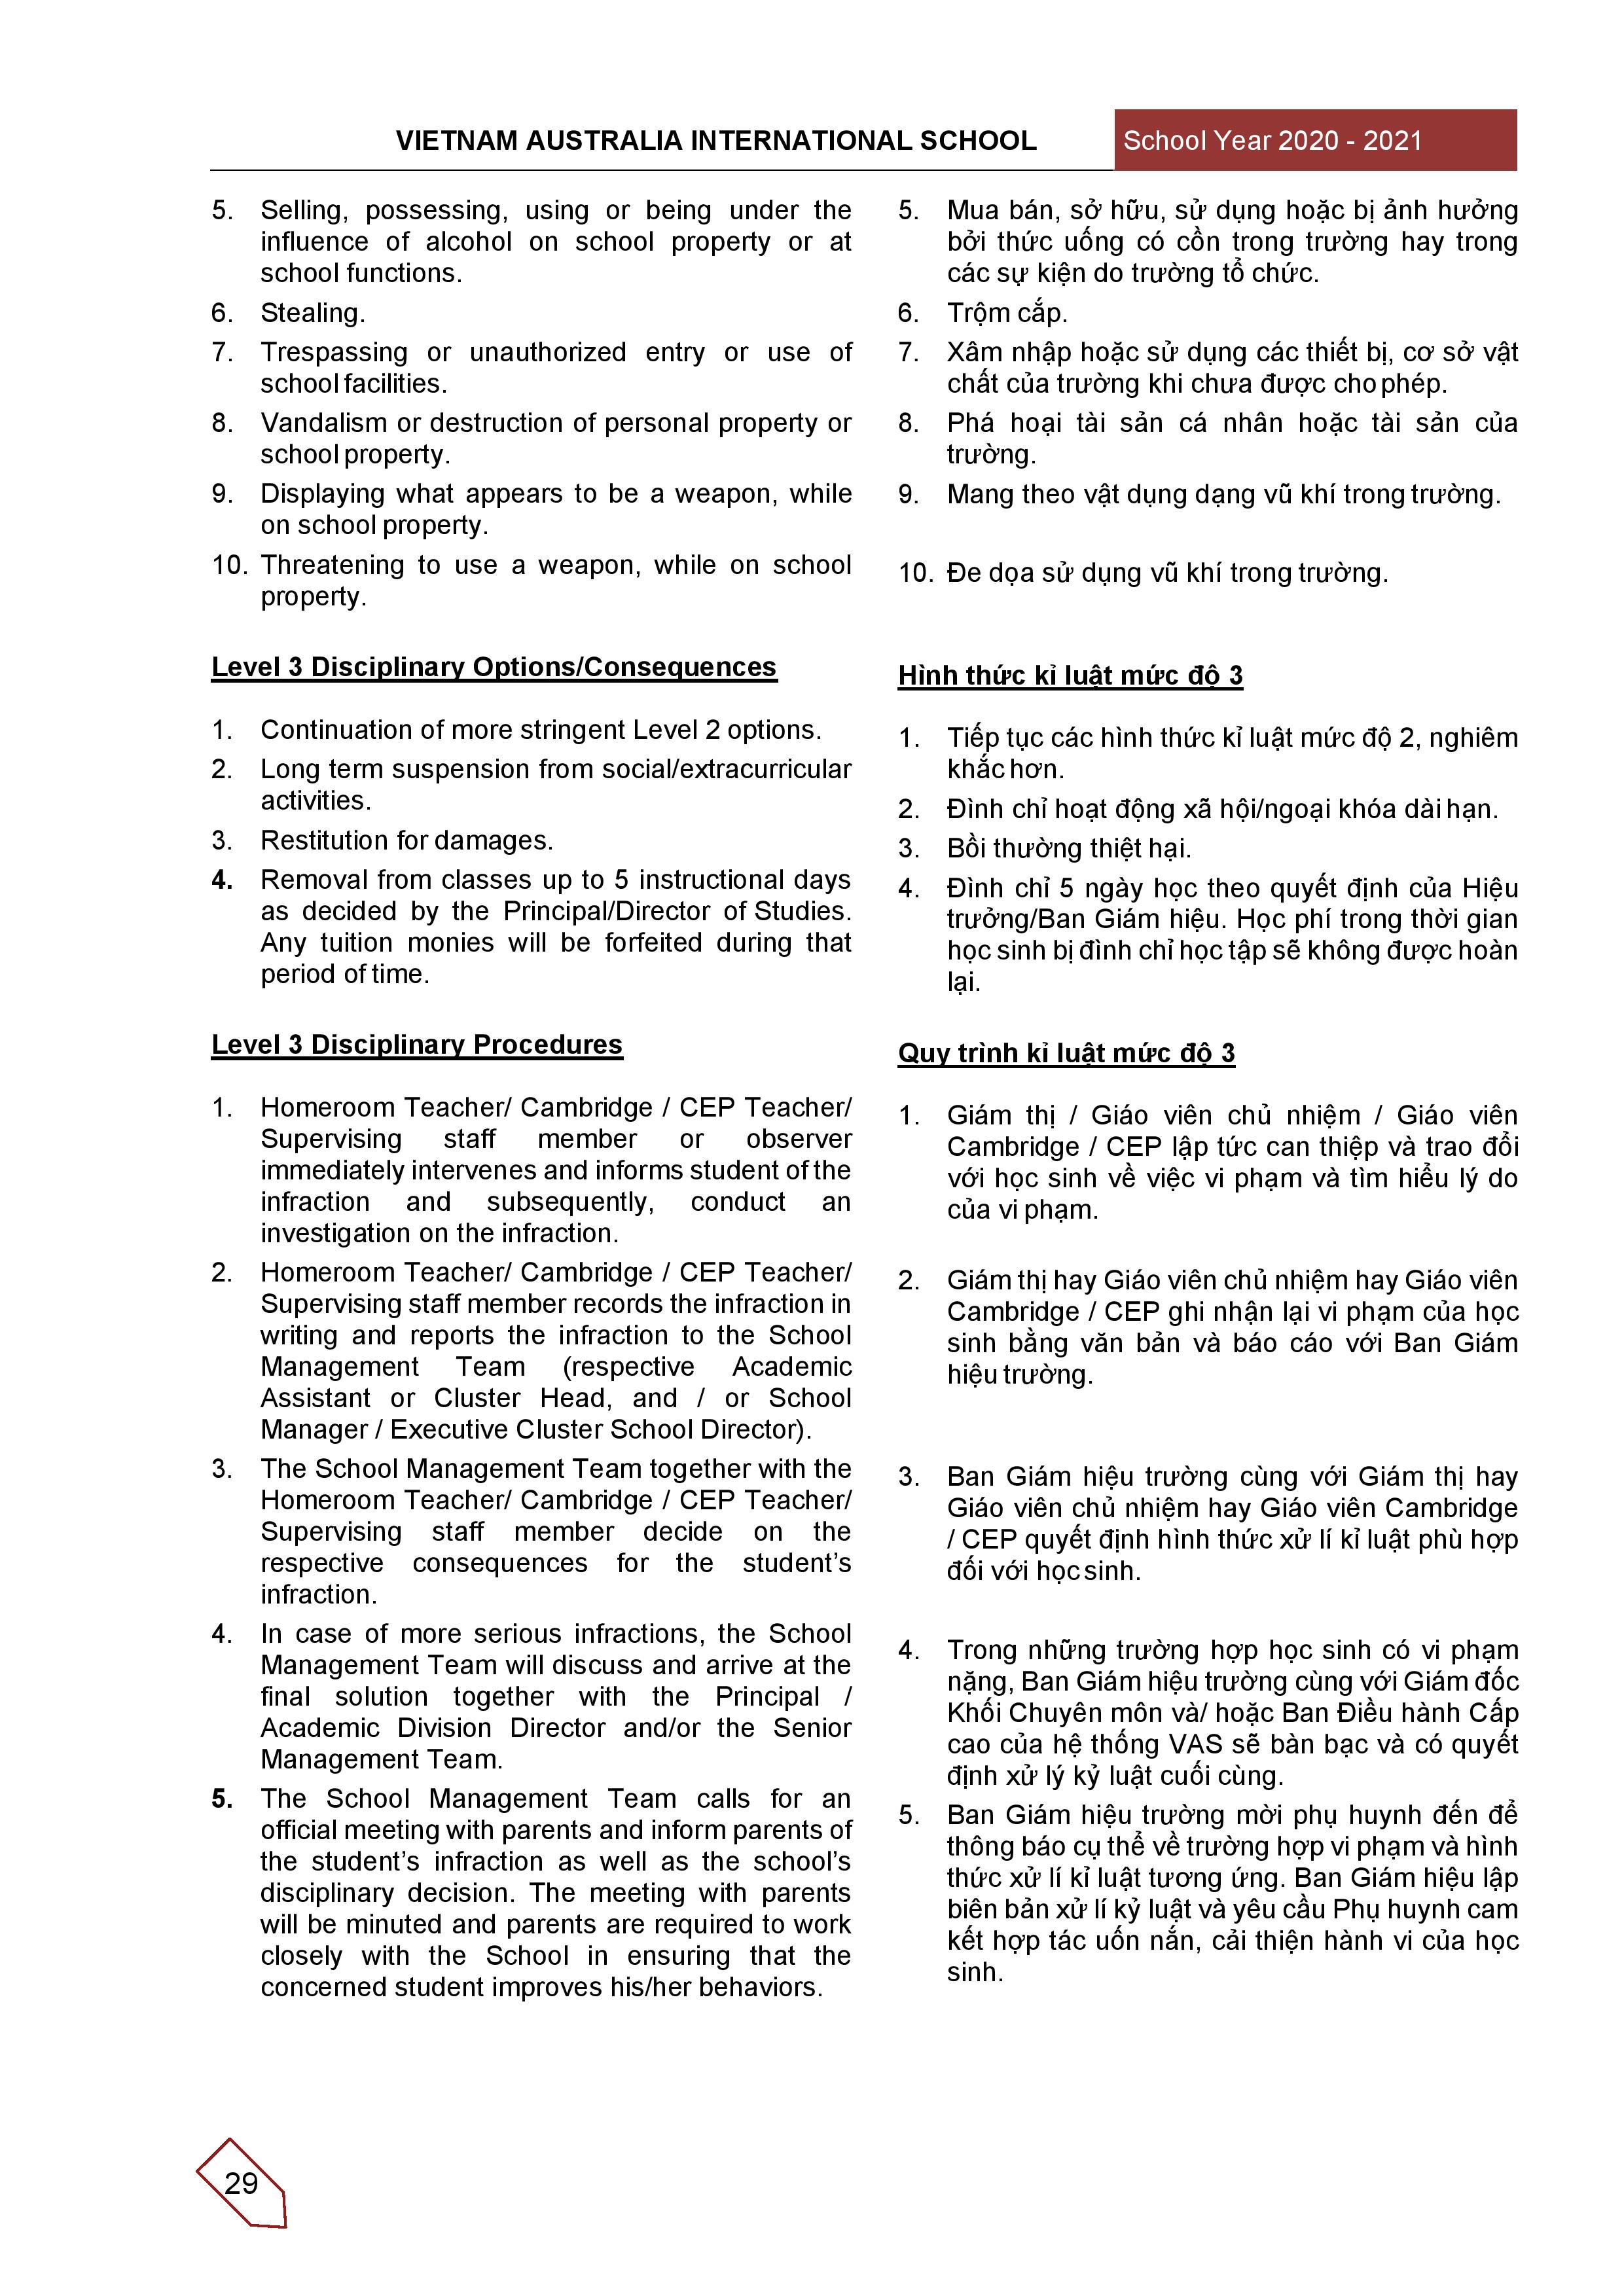 VIETNAM AUSTRALIA INTERNATIONAL SCHOOL
School Year 2020 - 2021
5. Selling, possessing, using or being under the
influence of alcohol on school property or at
school functions.
6. Stealing.
7. Trespassing or unauthorized entry or use of
school facilities.
8. Vandalism or destruction of personal property or
school property.
9. Displaying what appears to be a weapon, while
on school property.
10. Threatening to use a weapon, while on school
property.
Level 3 Disciplinary Options/Consequences
1. Continuation of more stringent Level 2 options.
2. Long term suspension from social/extracurricular
activities.
3. Restitution for damages.
4. Removal from classes up to 5 instructional days
as decided by the Principal/Director of Studies.
Any tuition monies will be forfeited during that
period of time.
Level 3 Disciplinary Procedures
1. Homeroom Teacher/ Cambridge / CEP Teacher/
Supervising staff member or observer
immediately intervenes and informs student of the
infraction and subsequently, conduct an
investigation on the infraction.
2. Homeroom Teacher/ Cambridge / CEP Teacher/
Supervising staff member records the infraction in
writing and reports the infraction to the School
Management Team (respective Academic
Assistant or Cluster Head, and / or School
Manager / Executive Cluster School Director).
3. The School Management Team together with the
Homeroom Teacher/ Cambridge / CEP Teacher/
Supervising staff member decide on the
respective consequences for the student’s
infraction.
4. In case of more serious infractions, the School
Management Team will discuss and arrive at the
final solution together with the Principal /
Academic Division Director and/or the Senior
Management Team.
5. The School Management Team calls for an
official meeting with parents and inform parents of
the student’s infraction as well as the school’s
disciplinary decision. The meeting with parents
will be minuted and parents are required to work
closely with the School in ensuring that the
concerned student improves his/her behaviors.
5. Mua bán, sở hữu, sử dụng hoặc bị ảnh hưởng
bởi thức uống có cồn trong trường hay trong
các sự kiện do trường tổ chức.
6. Trộm cắp.
7. Xâm nhập hoặc sử dụng các thiết bị, cơ sở vật
chất của trường khi chưa được cho phép.
8. Phá hoại tài sản cá nhân hoặc tài sản của
trường.
9. Mang theo vật dụng dạng vũ khí trong trường.
10. Đe dọa sử dụng vũ khí trong trường.
Hình thức kỉ luật mức độ 3
1. Tiếp tục các hình thức kỉ luật mức độ 2, nghiêm
khắc hơn.
2. Đình chỉ hoạt động xã hội/ngoại khóa dài hạn.
3. Bồi thường thiệt hại.
4. Đình chỉ 5 ngày học theo quyết định của Hiệu
trưởng/Ban Giám hiệu. Học phí trong thời gian
học sinh bị đình chỉ học tập sẽ không được hoàn
lại.
Quy trình kỉ luật mức độ 3
1. Giám thị / Giáo viên chủ nhiệm / Giáo viên
Cambridge / CEP lập tức can thiệp và trao đổi
với học sinh về việc vi phạm và tìm hiểu lý do
của vi phạm.
2. Giám thị hay Giáo viên chủ nhiệm hay Giáo viên
Cambridge / CEP ghi nhận lại vi phạm của học
sinh bằng văn bản và báo cáo với Ban Giám
hiệu trường.
3. Ban Giám hiệu trường cùng với Giám thị hay
Giáo viên chủ nhiệm hay Giáo viên Cambridge
/ CEP quyết định hình thức xử lí kỉ luật phù hợp
đối với học sinh.
4. Trong những trường hợp học sinh có vi phạm
nặng, Ban Giám hiệu trường cùng với Giám đốc
Khối Chuyên môn và/ hoặc Ban Điều hành Cấp
cao của hệ thống VAS sẽ bàn bạc và có quyết
định xử lý kỷ luật cuối cùng.
5. Ban Giám hiệu trường mời phụ huynh đến để
thông báo cụ thể về trường hợp vi phạm và hình
thức xử lí kỉ luật tương ứng. Ban Giám hiệu lập
biên bản xử lí kỷ luật và yêu cầu Phụ huynh cam
kết hợp tác uốn nắn, cải thiện hành vi của học
sinh.
29